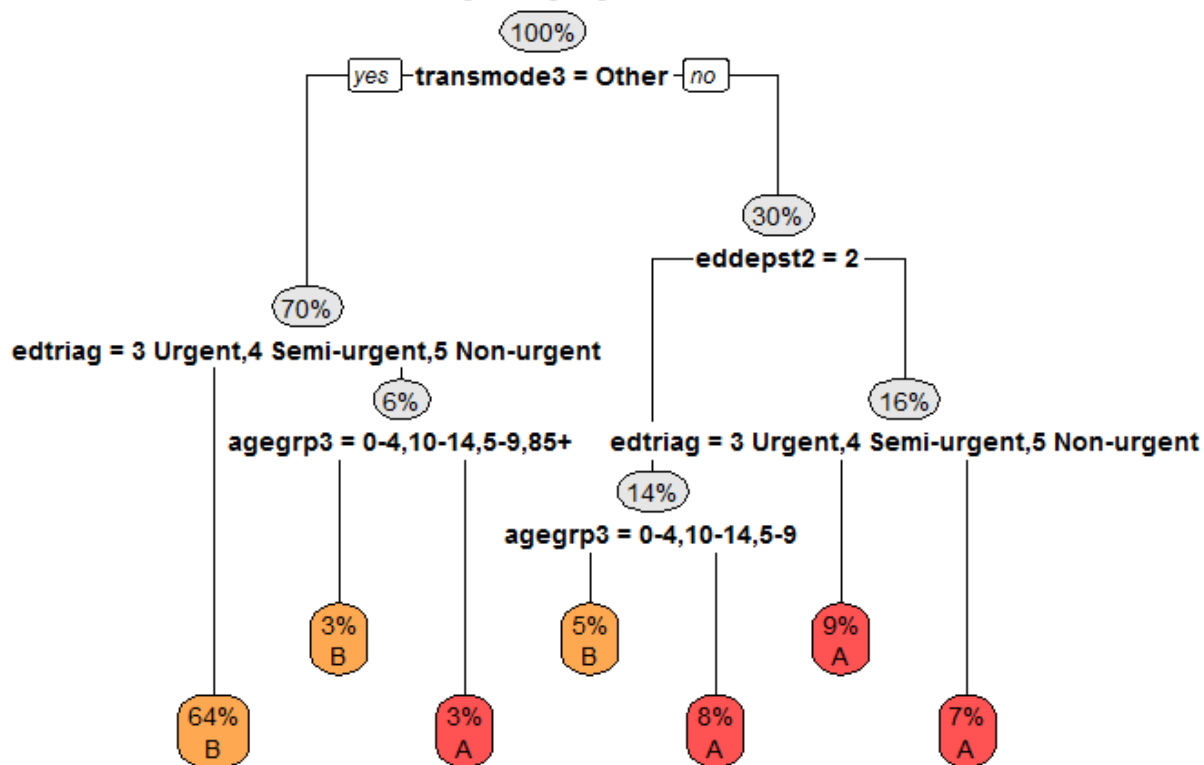 100%
yes transmode3 = Other no
30%
eddepst2 = 2
70%
edtriag = 3 Urgent,4 Semi-urgent,5 Non-urgent
6%
16%
agegrp3 = 0-4,10-14,5-9,85+
edtriag = 3 Urgent,4 Semi-urgent,5 Non-urgent
14%
agegrp3 = 0-4,10-14,5-9
3%
B
5%
B
9%
A
64%
B
3%
A
8%
A
7%
A